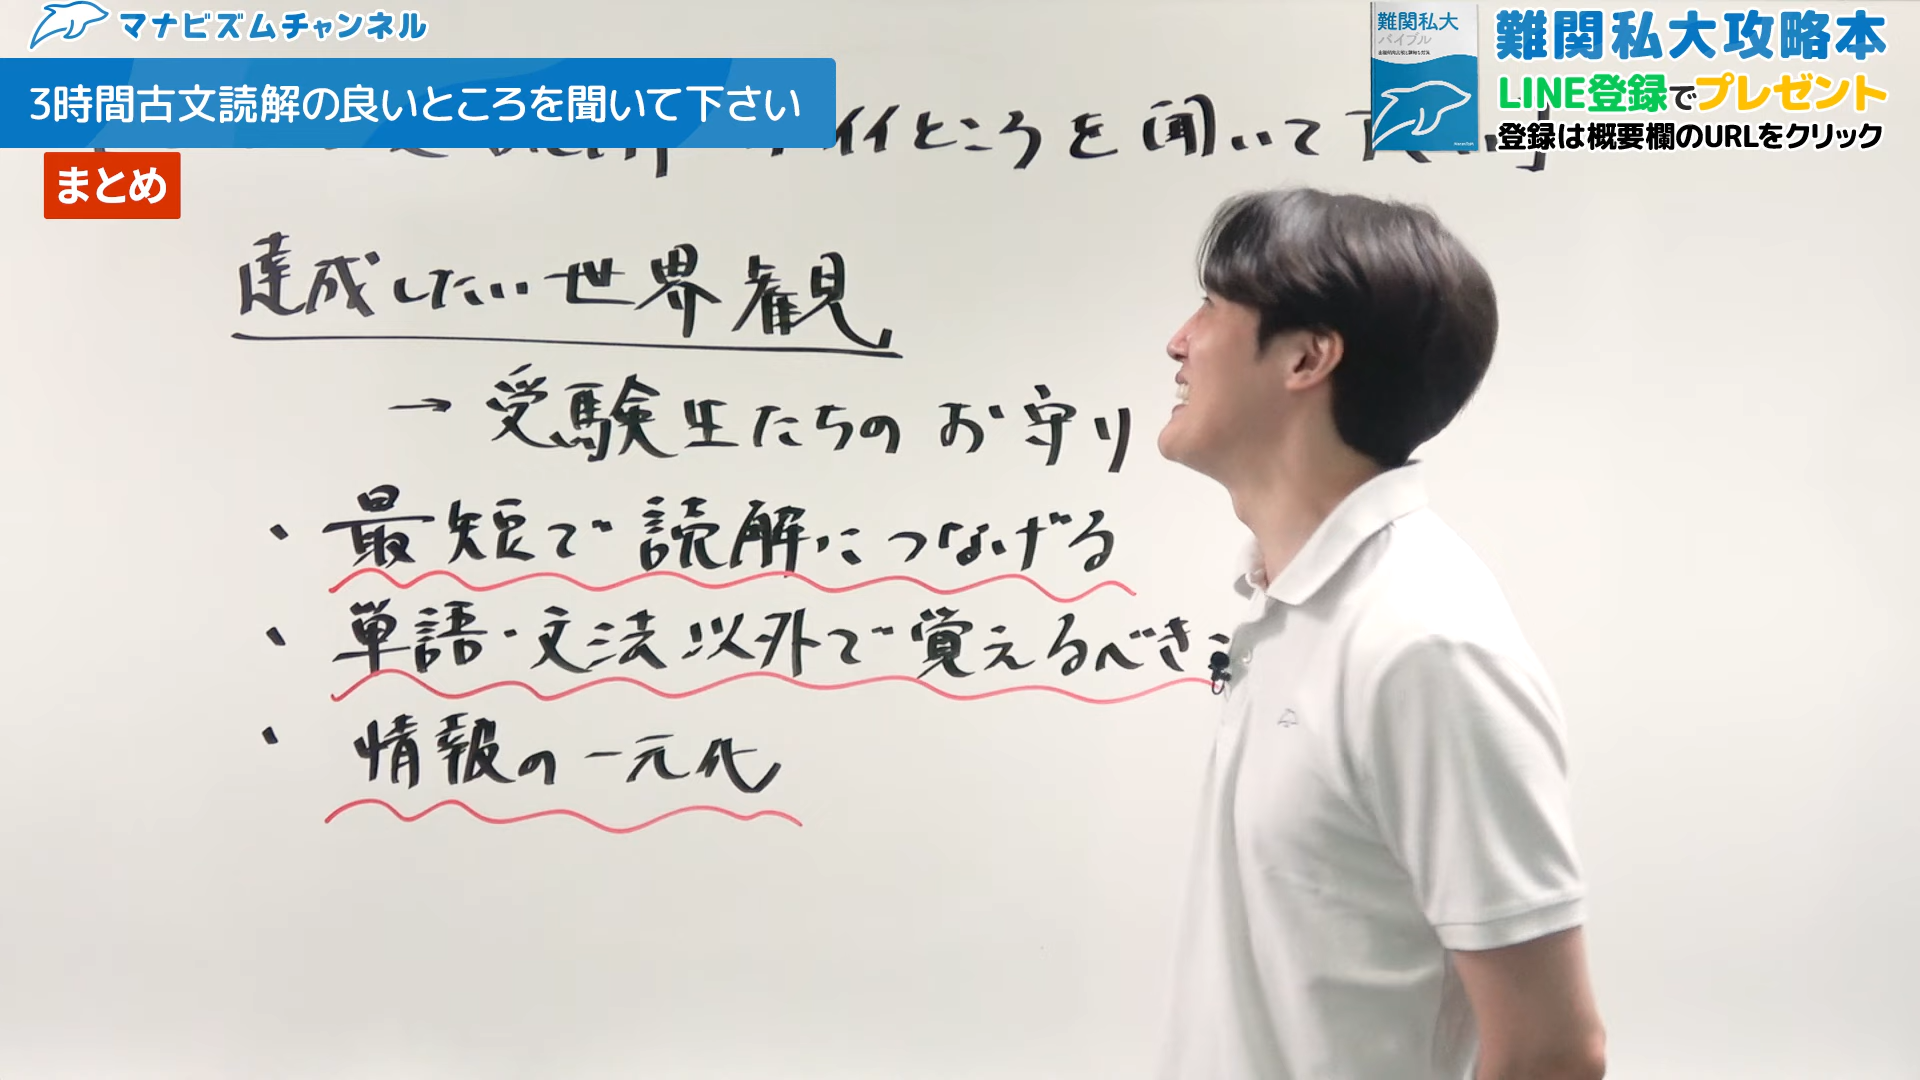 マナビズムチャンネル
3時間古文読解の良いところを聞いて下さい
まとめ
難関私大
バイブル
難関私大攻略本
LINE登録でプレゼント
登録は概要欄のURLをクリック
イイところを聞いて下
達成したい世界観
→ 受験生たちのお守り
・最短で読解につなげる
・単語・文法以外で覚えるべき
・情報の一元化